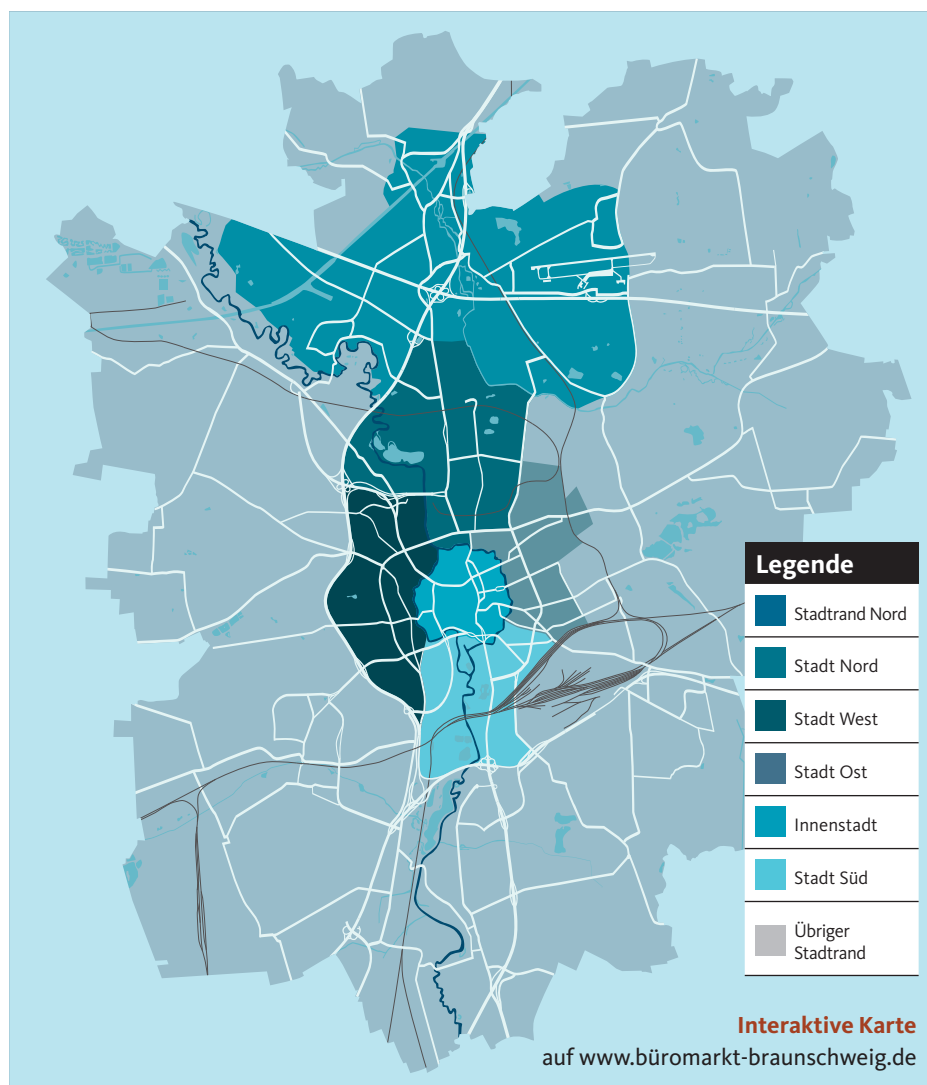 Legende
Stadtrand Nord
Stadt Nord
Stadt West
Stadt Ost
Innenstadt
Stadt Süd
Übriger
Stadtrand
Interaktive Karte
auf www.büromarkt-braunschweig.de